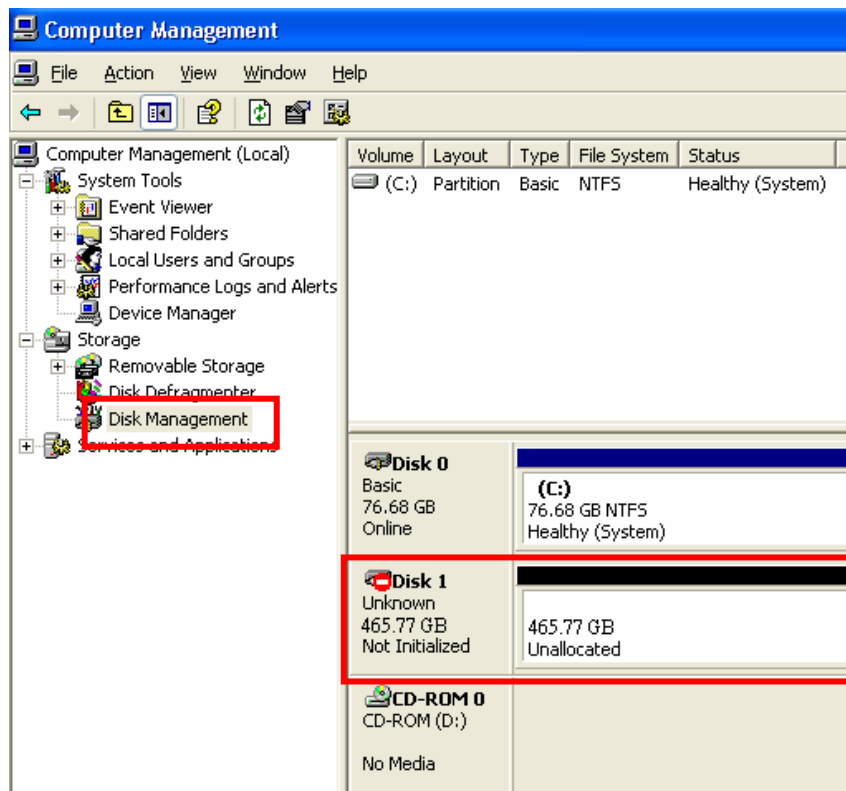 Computer Management
File Action View Window Help
Computer Management (Local)
System Tools
Event Viewer
Shared Folders
Local Users and Groups
Performance Logs and Alerts
Device Manager
Storage
Removable Storage
Disk Defragmenter
Disk Management
Services and Applications
Volume Layout Type File System Status
(C:) Partition Basic NTFS Healthy (System)
Disk 0
Basic
76.68 GB
Online
(C:)
76.68 GB NTFS
Healthy (System)
Disk 1
Unknown
465.77 GB
Not Initialized
465.77 GB
Unallocated
CD-ROM 0
CD-ROM (D:)
No Media